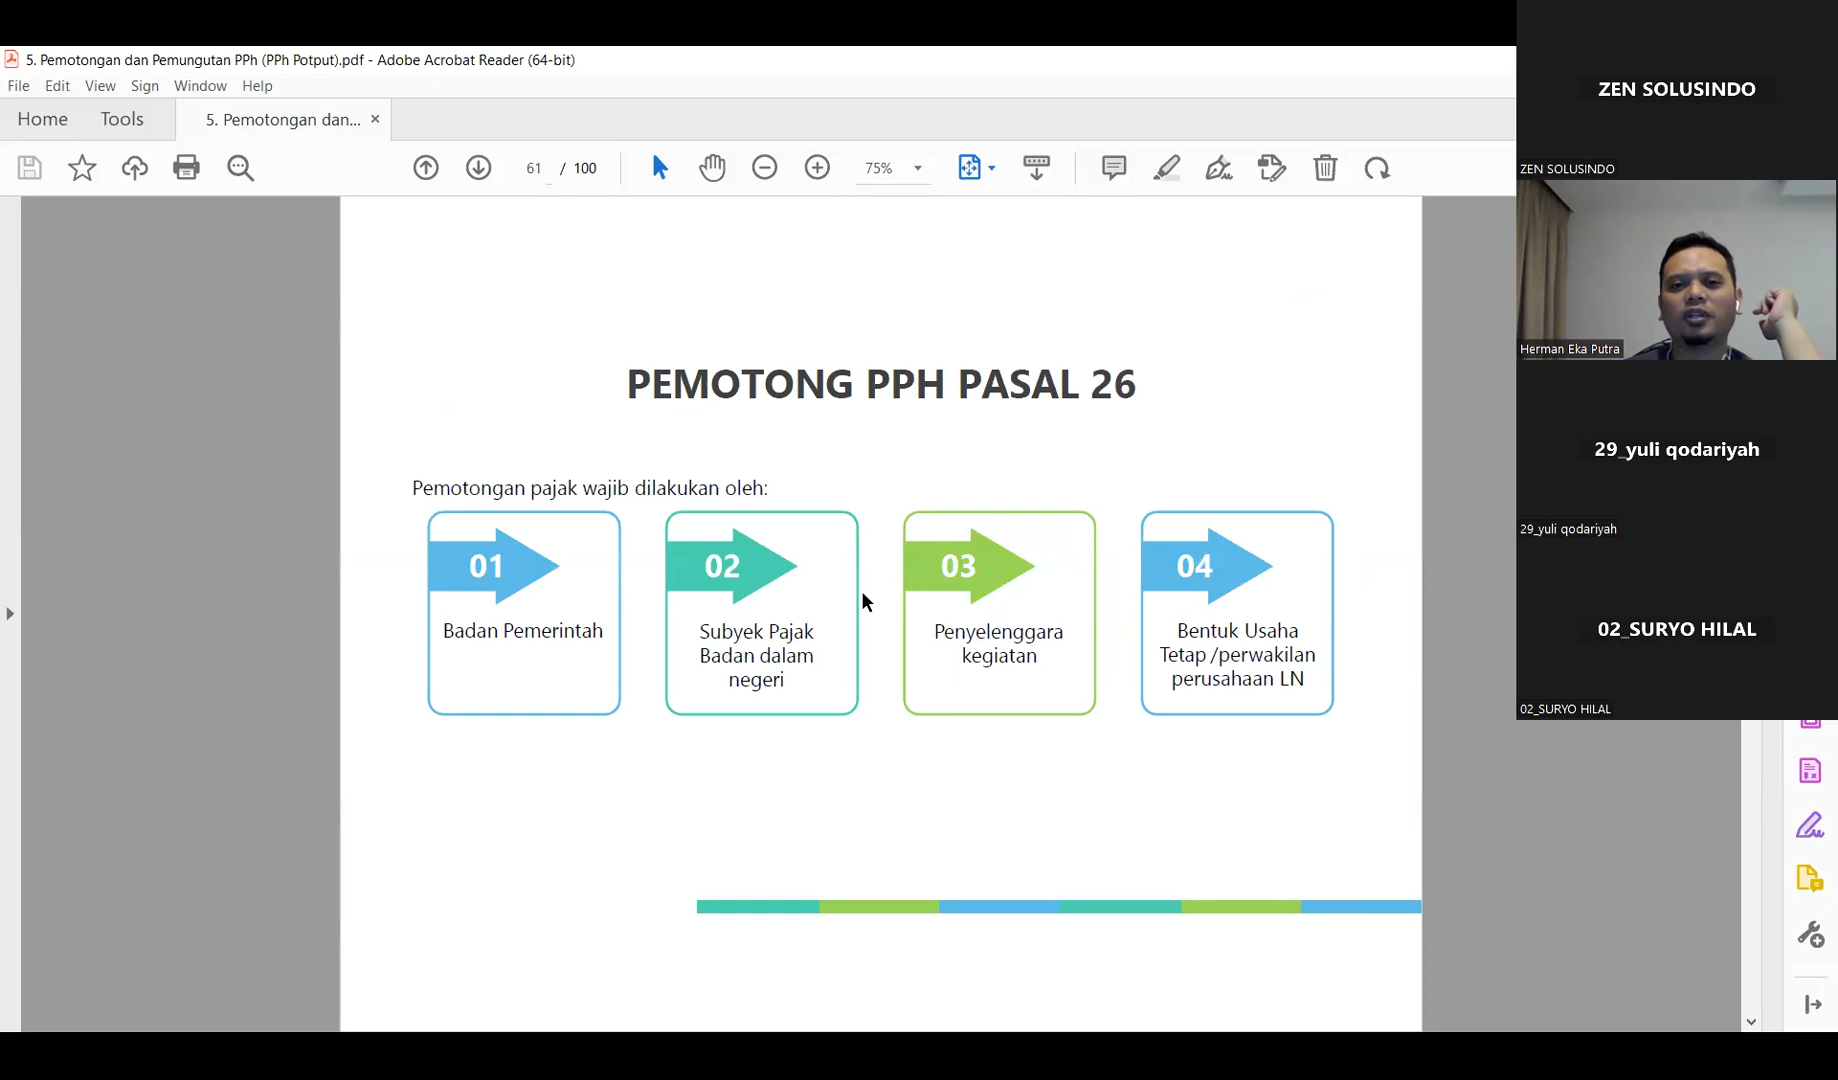 5. Pemotongan dan Pemungutan PPh (PPh Potput).pdf - Adobe Acrobat Reader (64-bit)
File Edit View Sign Window Help
Home Tools 5. Pemotongan dan... ×
61 / 100 75%
PEMOTONG PPH PASAL 26
Pemotongan pajak wajib dilakukan oleh:
01
Badan Pemerintah
02
Subyek Pajak
Badan dalam
negeri
03
Penyelenggara
kegiatan
04
Bentuk Usaha
Tetap /perwakilan
perusahaan LN
ZEN SOLUSINDO
ZEN SOLUSINDO
Herman Eka Putra
29_yuli qodariyah
29_yuli qodariyah
02_SURYO HILAL
02_SURYO HILAL